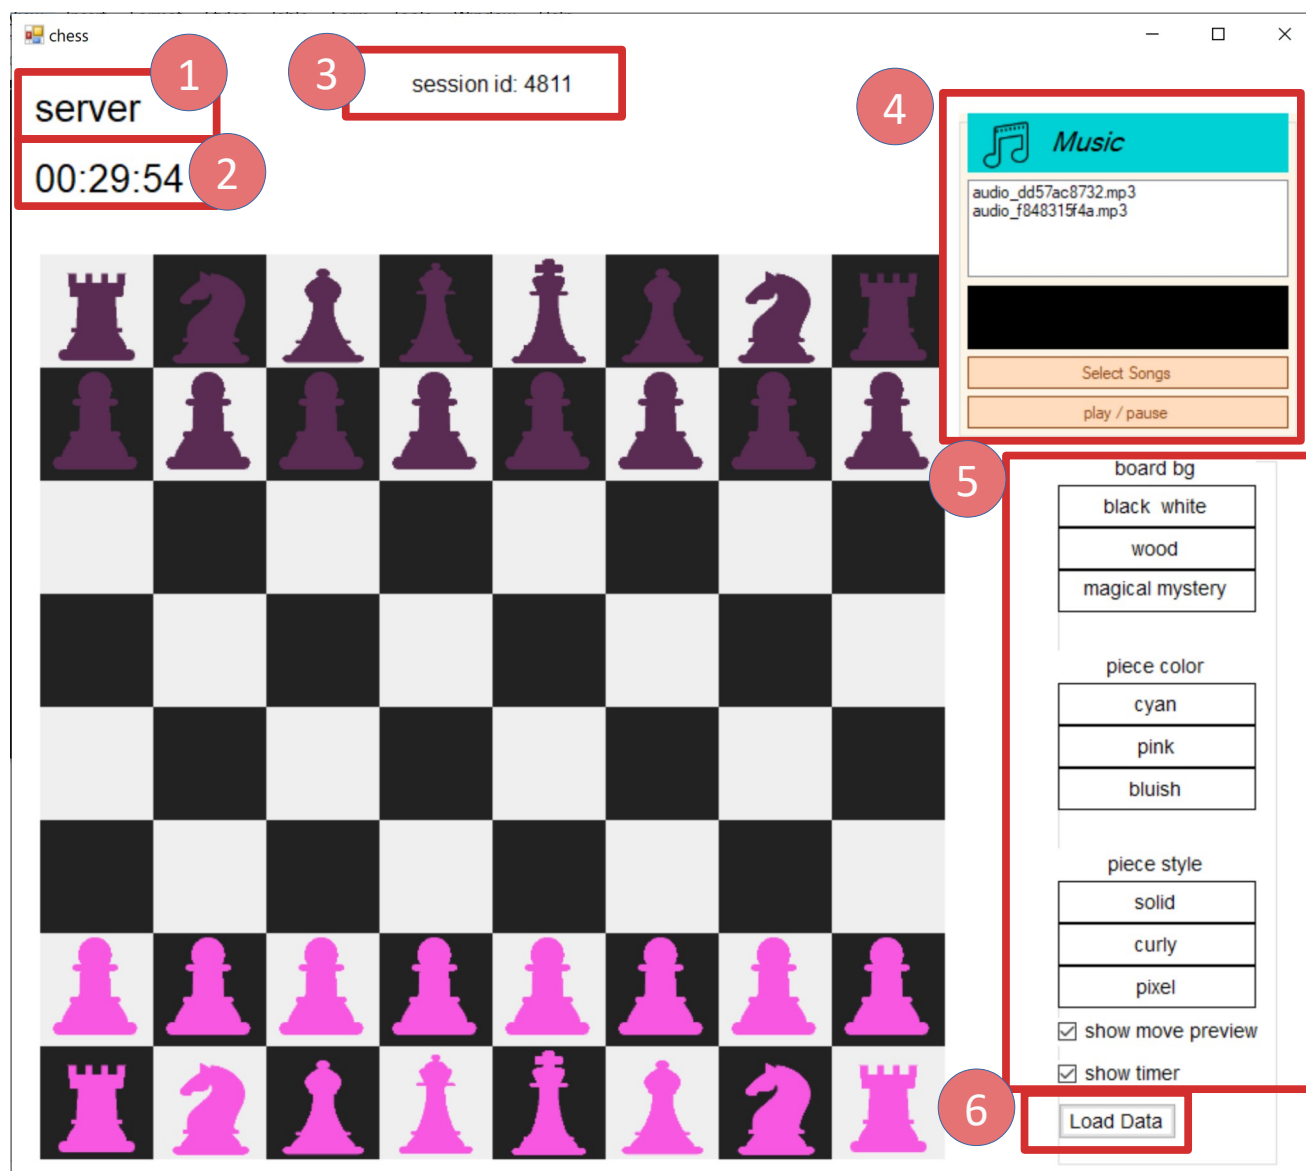 chess
1
server
3
session id: 4811
2
00:29:54
4
Music
audio_dd57ac8732.mp3
audio_f848315f4a.mp3
Select Songs
play / pause
5
board bg
black  white
wood
magical mystery
piece color
cyan
pink
bluish
piece style
solid
curly
pixel
show move preview
show timer
6
Load Data